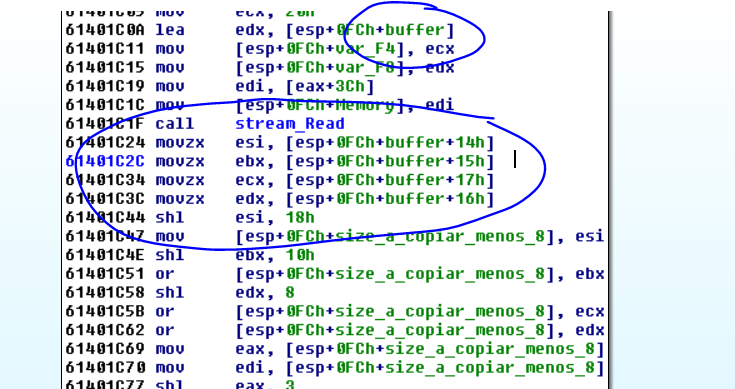 61401C05 mov ecx, 20h
61401C0A lea edx, [esp+0FCh+buffer]
61401C11 mov [esp+0FCh+var_F4], ecx
61401C15 mov [esp+0FCh+var_F8], edx
61401C19 mov edi, [eax+3Ch]
61401C1C mov [esp+0FCh+Memory], edi
61401C1F call stream_Read
61401C24 movzx esi, [esp+0FCh+buffer+14h]
61401C2C movzx ebx, [esp+0FCh+buffer+15h]
61401C34 movzx ecx, [esp+0FCh+buffer+17h]
61401C3C movzx edx, [esp+0FCh+buffer+16h]
61401C44 shl esi, 18h
61401C47 mov [esp+0FCh+size_a_copiar_menos_8], esi
61401C4E shl ebx, 10h
61401C51 or [esp+0FCh+size_a_copiar_menos_8], ebx
61401C58 shl edx, 8
61401C5B or [esp+0FCh+size_a_copiar_menos_8], ecx
61401C62 or [esp+0FCh+size_a_copiar_menos_8], edx
61401C69 mov eax, [esp+0FCh+size_a_copiar_menos_8]
61401C70 mov edi, [esp+0FCh+size_a_copiar_menos_8]
61401C77 shl eax, 3